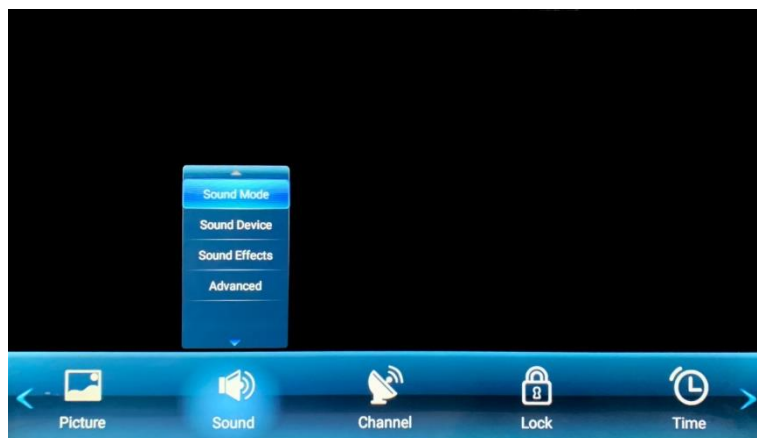 Sound Mode
Sound Device
Sound Effects
Advanced
Picture
Sound
Channel
Lock
Time